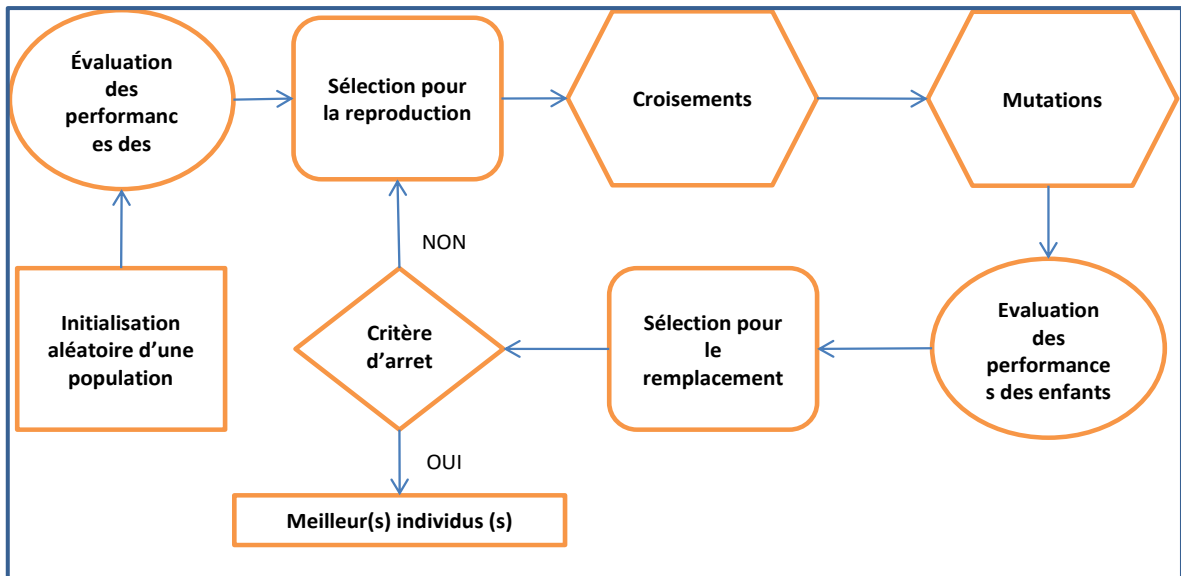 Évaluation
des
performanc
es des
Sélection pour
la reproduction
Croisements
Mutations
NON
Initialisation
aléatoire d’une
population
Critère
d’arret
Sélection pour
le
remplacement
Evaluation
des
performance
s des enfants
OUI
Meilleur(s) individus (s)